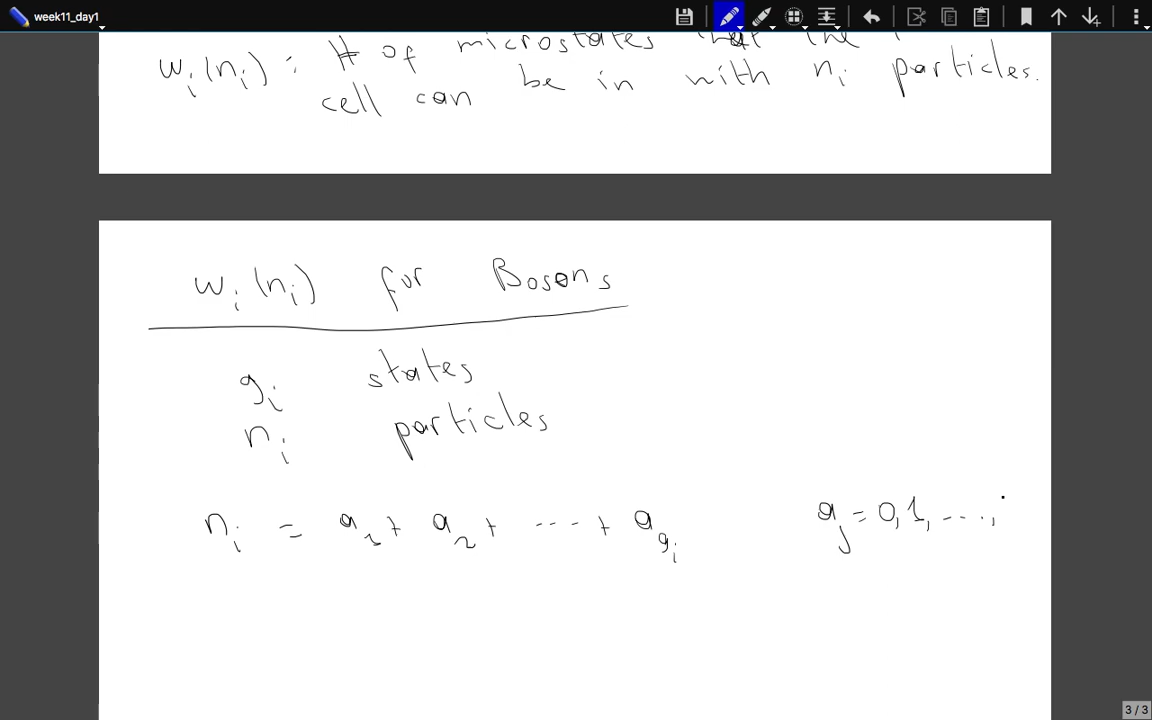 week11_day1
w_i(n_i) : # of microstates that the i
cell can be in with n_i particles.
w_i(n_i) for Bosons
g_i states
n_i particles
n_i = a_1 + a_2 + ---- + a_{g_i} a_j = 0, 1, ....,
3 / 3